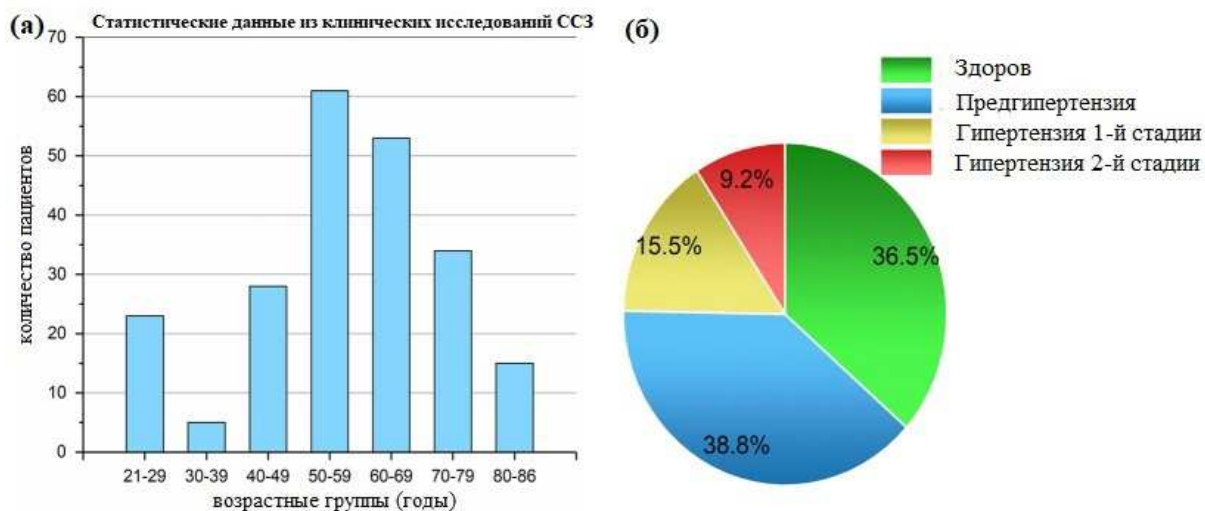 (а)
Статистические данные из клинических исследований ССЗ
70
60
50
40
30
20
10
0
количество пациентов
21-29 30-39 40-49 50-59 60-69 70-79 80-86
возрастные группы (годы)
(б)
Здоров
Предгипертензия
Гипертензия 1-й стадии
Гипертензия 2-й стадии
9.2%
36.5%
15.5%
38.8%